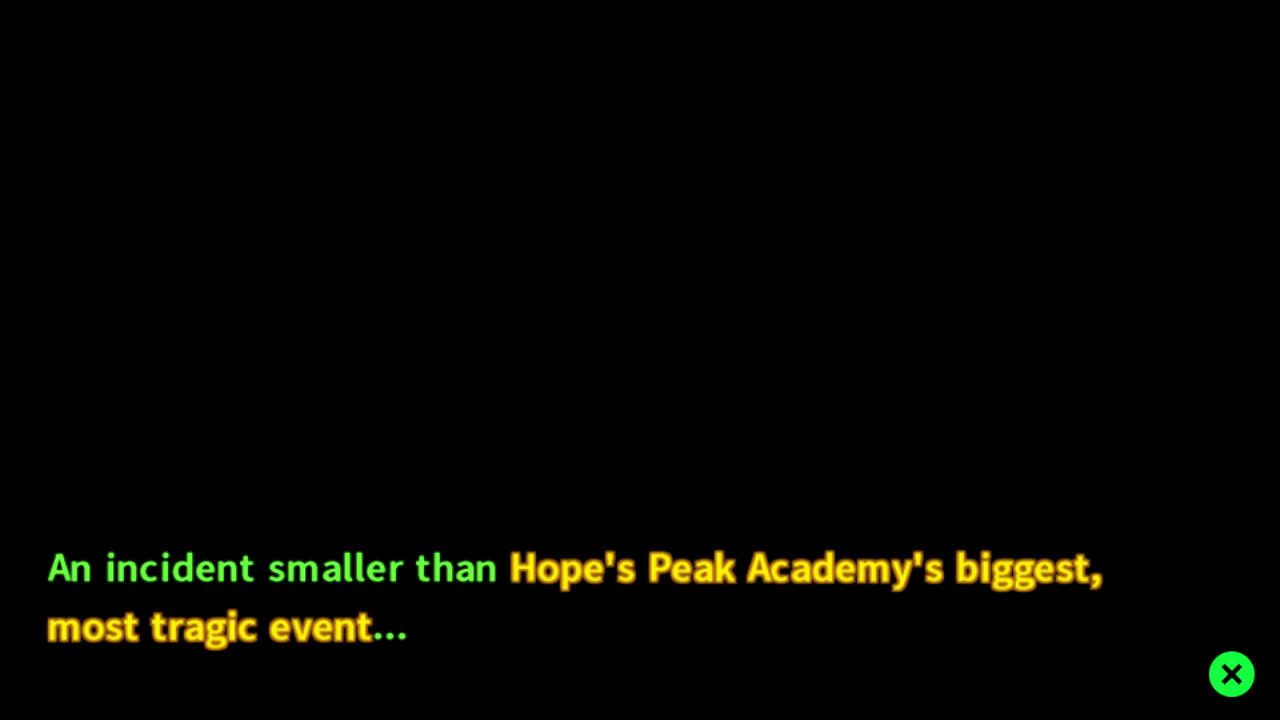 An incident smaller than Hope's Peak Academy's biggest,
most tragic event...